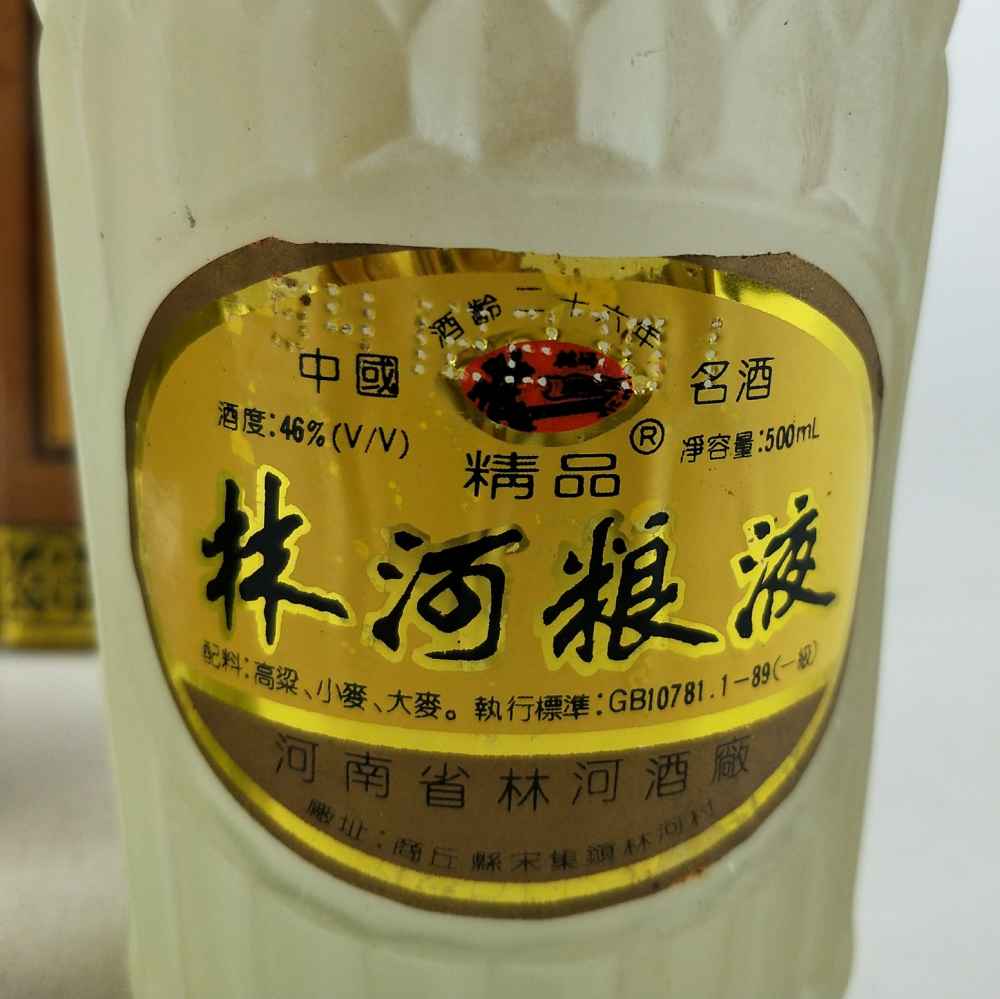 酒齡二十六年
中國 名酒
酒度:46%(V/V)
® 淨容量:500mL
精品
林河粮液
配料:高粱、小麥、大麥。執行標準:GB10781.1-89(一級)
河南省林河酒廠
廠址:商丘縣宋集鎮林河村